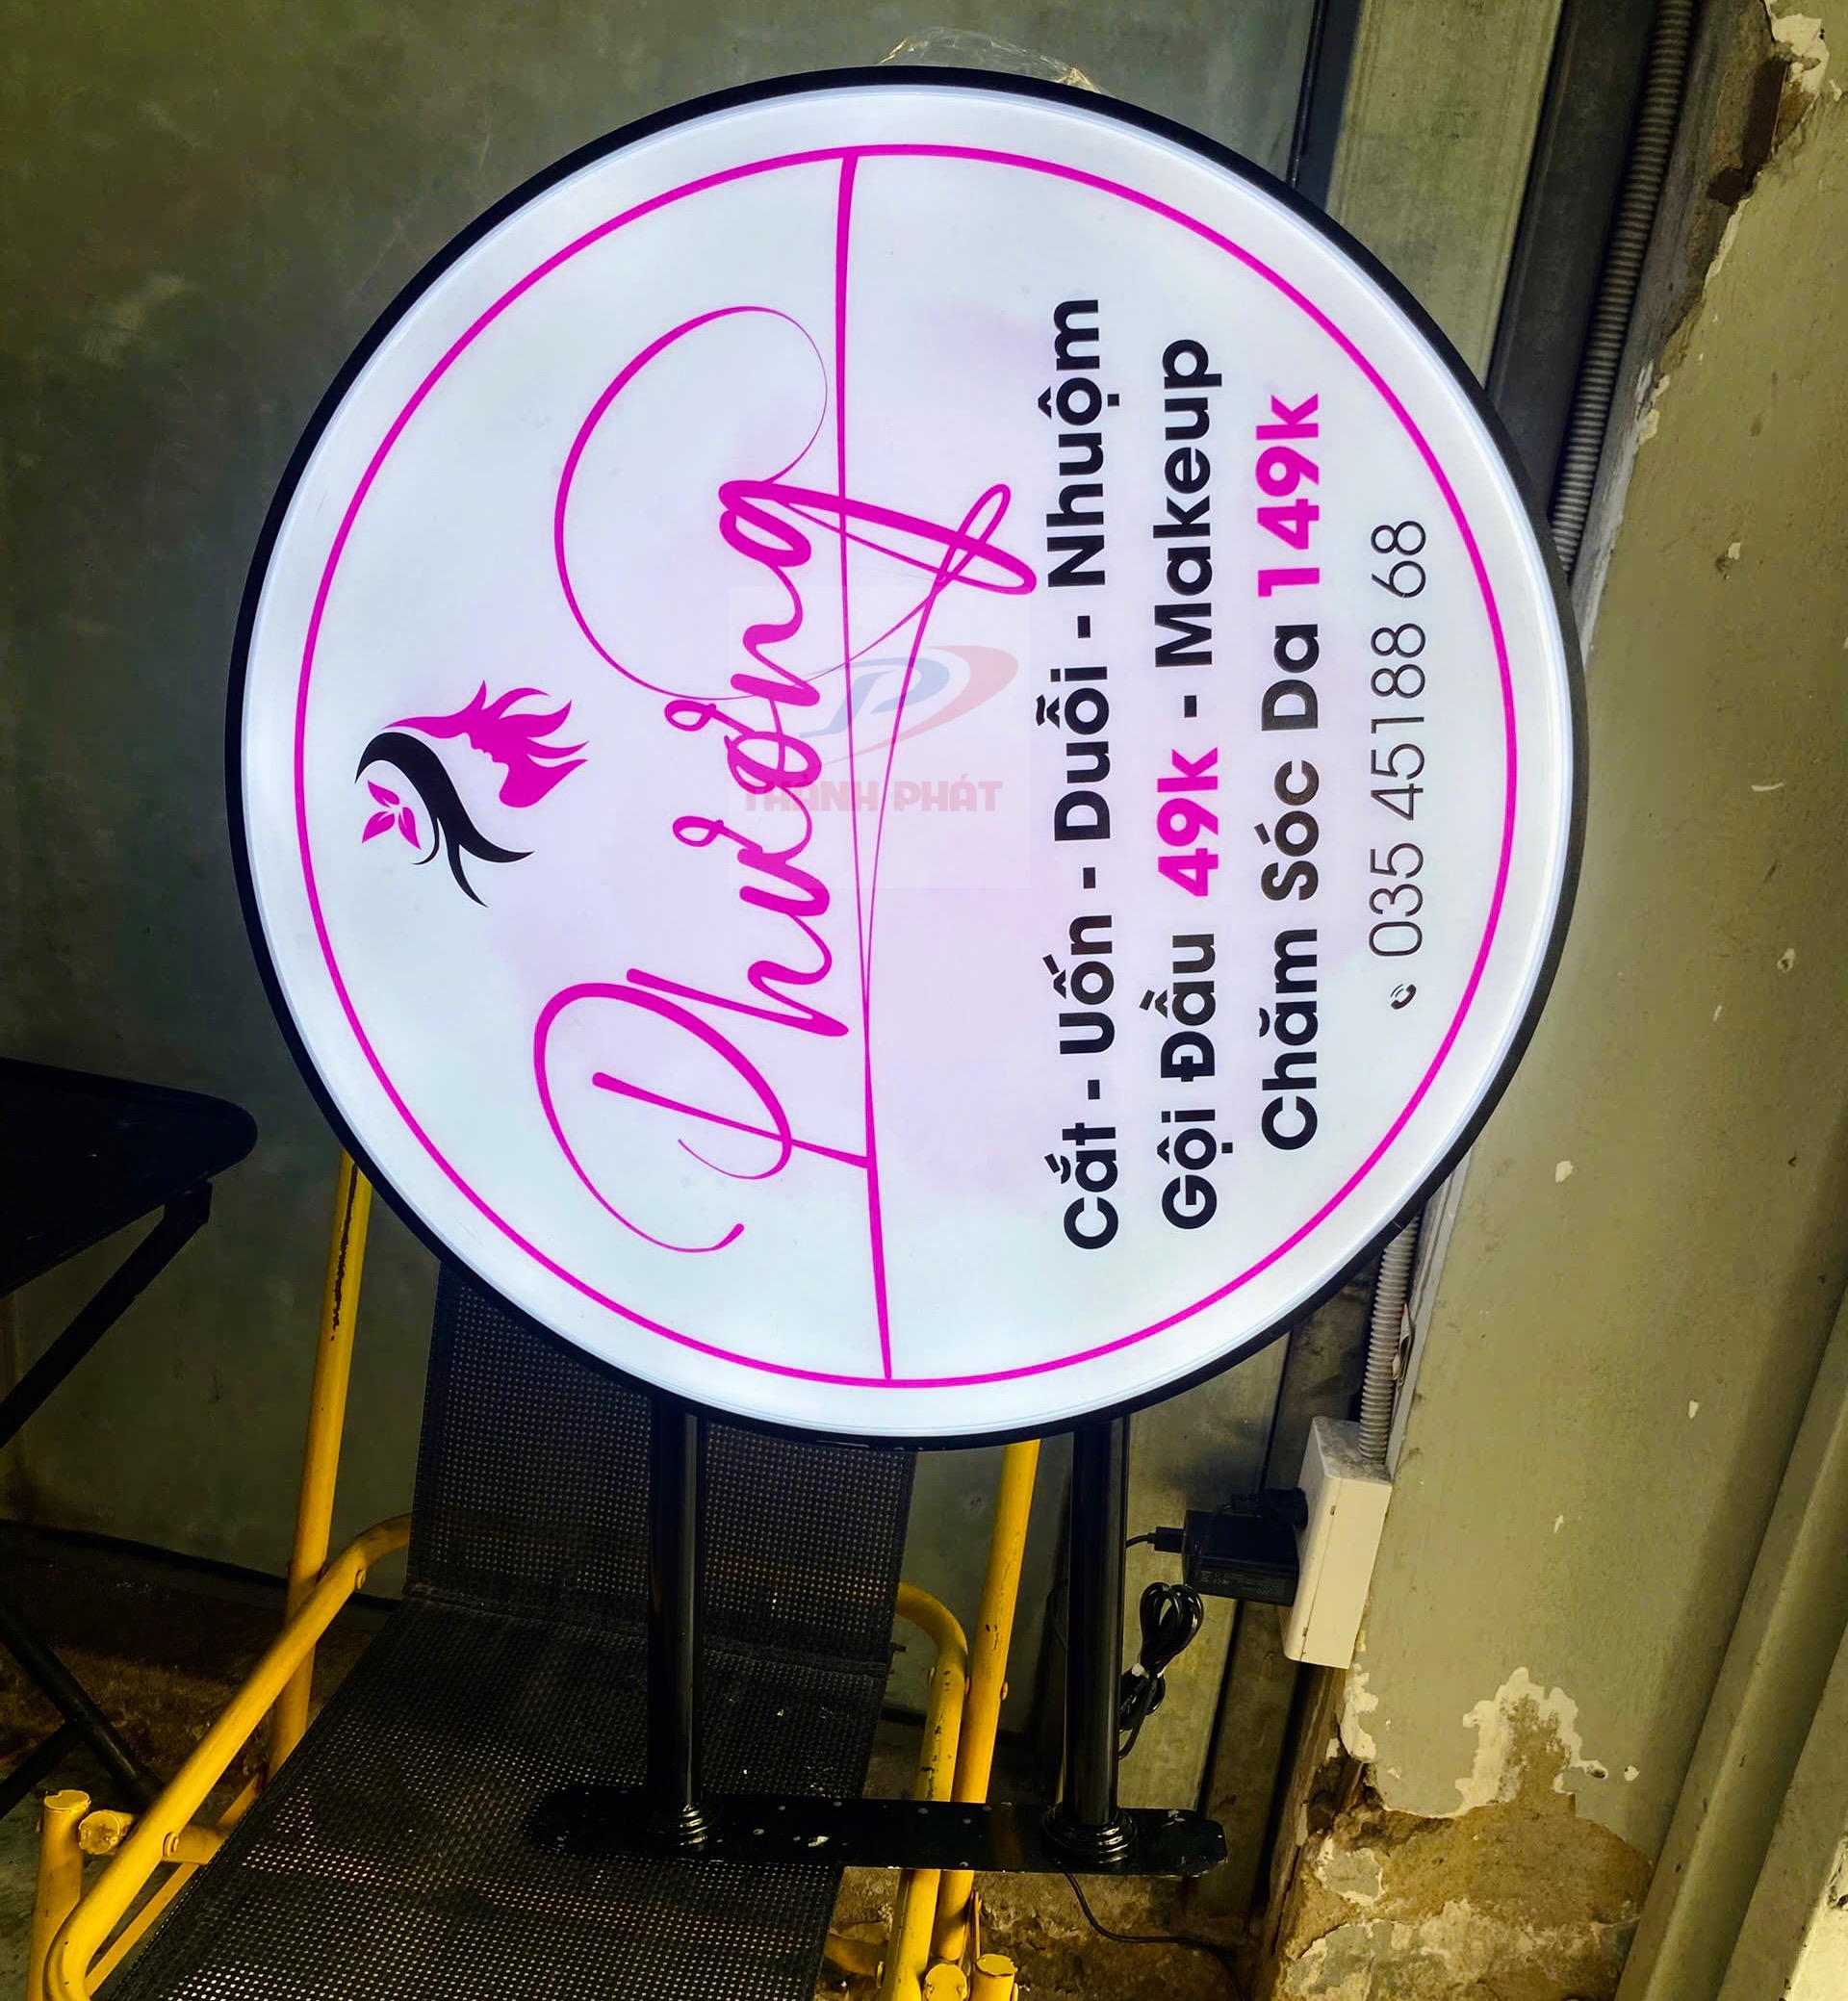 Phương
Cắt - Uốn - Duỗi - Nhuộm
Gội Đầu 49k - Makeup
Chăm Sóc Da 149k
035 45188 68
THÀNH PHÁT